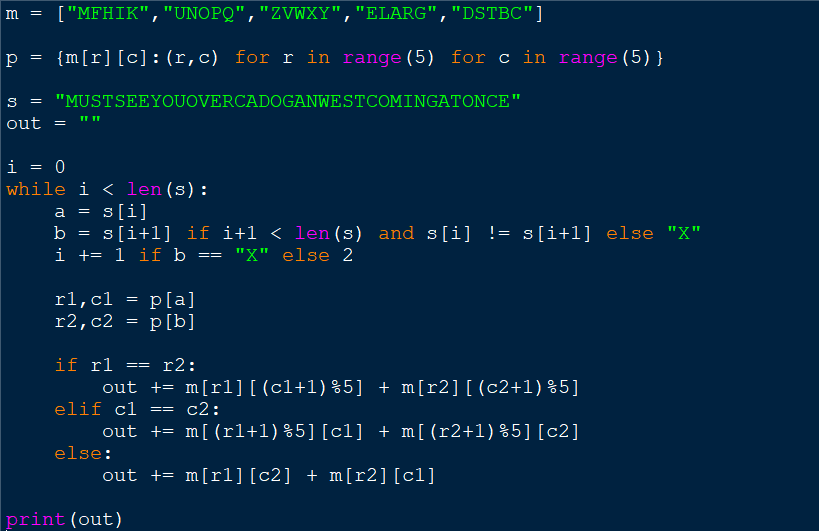 m = ["MFHIK","UNOPQ","ZVWXY","ELARG","DSTBC"]
p = {m[r][c]:(r,c) for r in range(5) for c in range(5)}
s = "MUSTSEEYOUOVERCADOGANWESTCOMINGATONCE"
out = ""
i = 0
while i < len(s):
    a = s[i]
    b = s[i+1] if i+1 < len(s) and s[i] != s[i+1] else "X"
    i += 1 if b == "X" else 2
    r1,c1 = p[a]
    r2,c2 = p[b]
    if r1 == r2:
        out += m[r1][(c1+1)%5] + m[r2][(c2+1)%5]
    elif c1 == c2:
        out += m[(r1+1)%5][c1] + m[(r2+1)%5][c2]
    else:
        out += m[r1][c2] + m[r2][c1]
print(out)